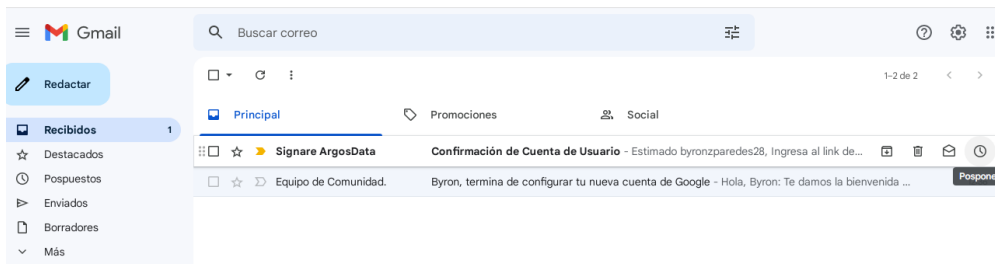 Gmail
Buscar correo
Redactar
1–2 de 2
Principal
Promociones
Social
Recibidos 1
Signare ArgosData Confirmación de Cuenta de Usuario - Estimado byronzparedes28, Ingresa al link de...
Destacados
Pospuestos
Pospone
Equipo de Comunidad. Byron, termina de configurar tu nueva cuenta de Google - Hola, Byron: Te damos la bienvenida ...
Enviados
Borradores
Más